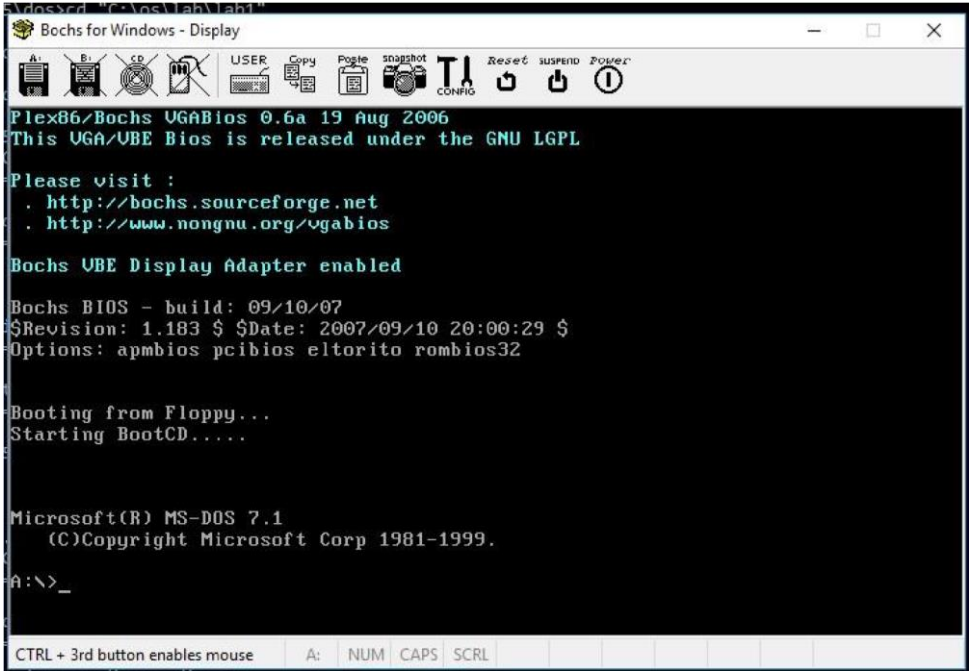 5\dos>cd "C:\os\lab\lab1"
Bochs for Windows - Display
A: B: CD USER Copy Paste snapshot CONFIG Reset SUSPEND Power
Plex86/Bochs VGABios 0.6a 19 Aug 2006
This VGA/VBE Bios is released under the GNU LGPL
Please visit :
. http://bochs.sourceforge.net
. http://www.nongnu.org/vgabios
Bochs VBE Display Adapter enabled
Bochs BIOS - build: 09/10/07
$Revision: 1.183 $ $Date: 2007/09/10 20:00:29 $
Options: apmbios pcibios eltorito rombios32
Booting from Floppy...
Starting BootCD.....
Microsoft(R) MS-DOS 7.1
(C)Copyright Microsoft Corp 1981-1999.
A:\>_
CTRL + 3rd button enables mouse A: NUM CAPS SCRL